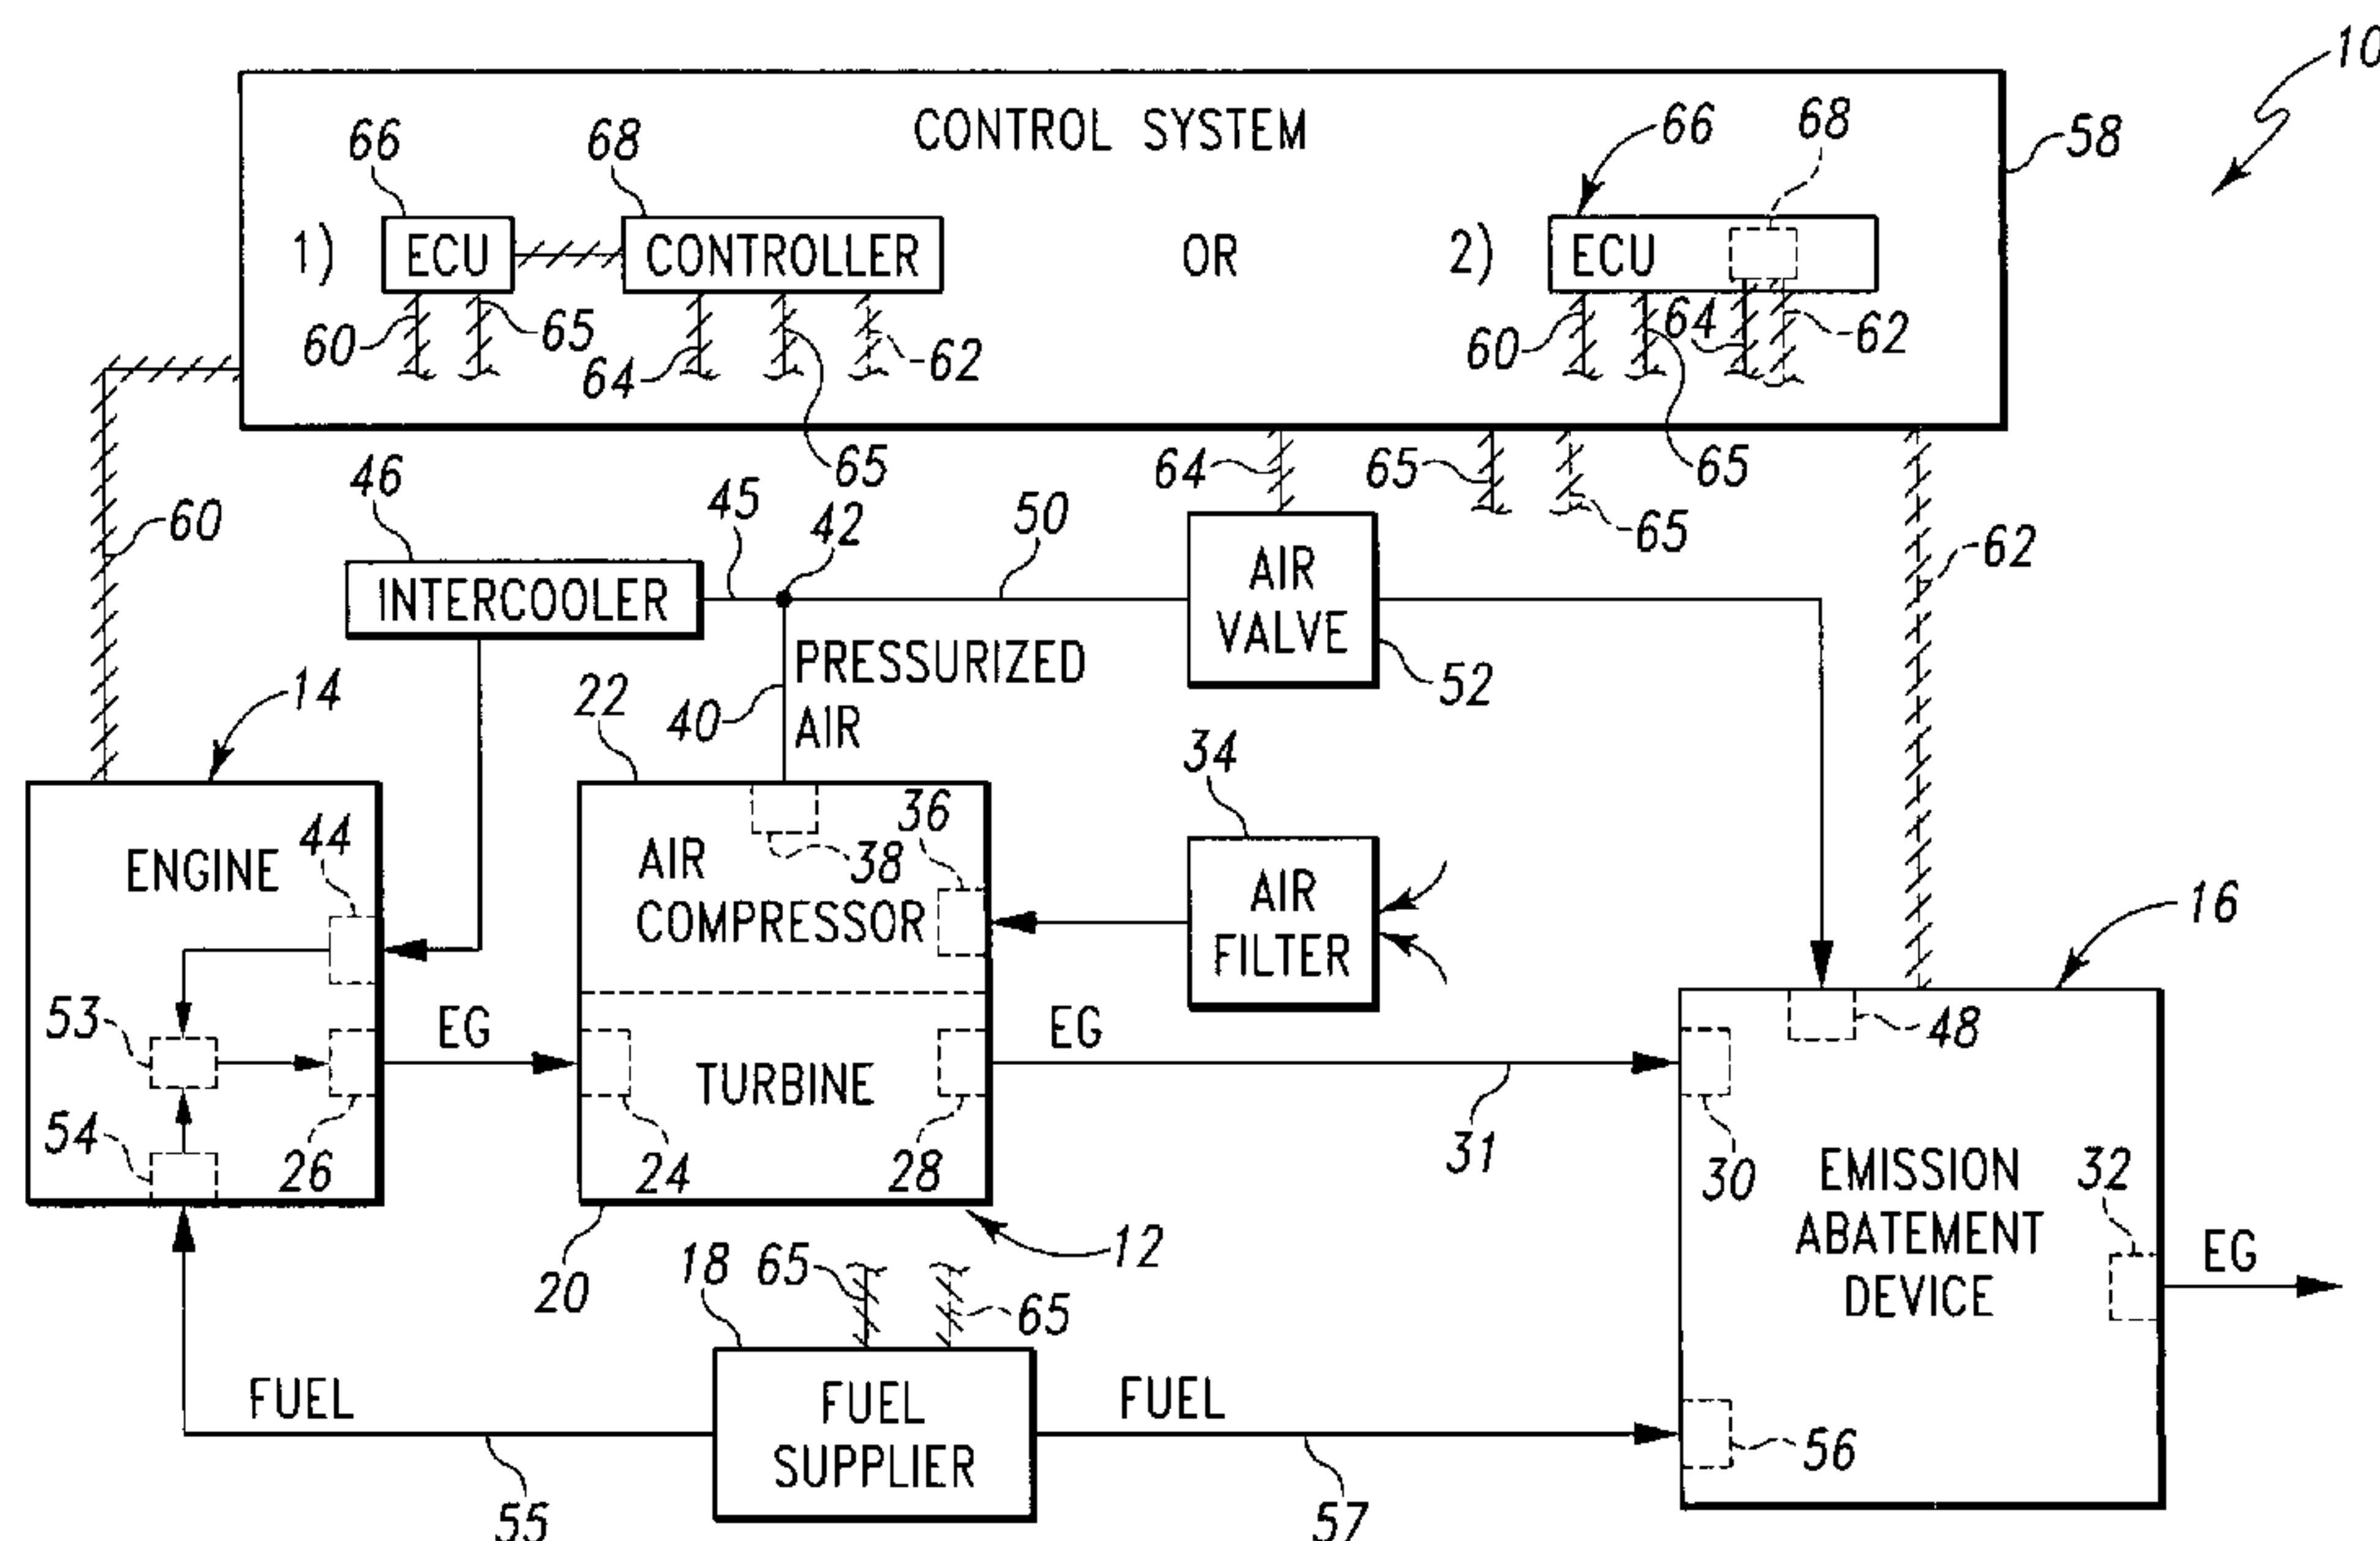 10
CONTROL SYSTEM
58
66
68
66
68
1)
ECU
CONTROLLER
OR
2)
ECU
60
65
64
65
62
60
65
64
62
46
45
42
50
64
65
65
62
60
INTERCOOLER
AIR
VALVE
52
PRESSURIZED
AIR
40
14
22
34
ENGINE
44
36
38
AIR
COMPRESSOR
AIR
FILTER
16
48
53
EG
TURBINE
EG
54
26
24
28
31
30
EMISSION
ABATEMENT
DEVICE
32
EG
20
12
18
65
65
FUEL
FUEL
SUPPLIER
FUEL
56
55
57